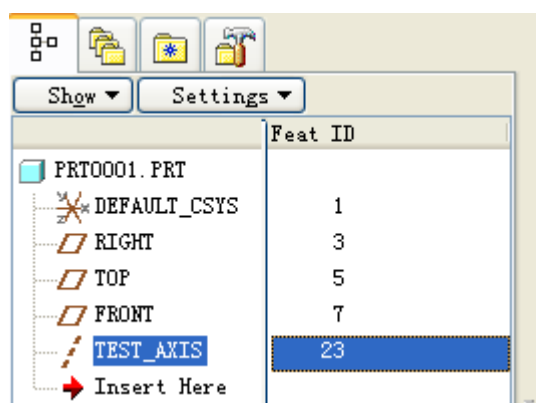 Show Settings
Feat ID
PRT0001.PRT
DEFAULT_CSYS 1
RIGHT 3
TOP 5
FRONT 7
TEST_AXIS 23
Insert Here